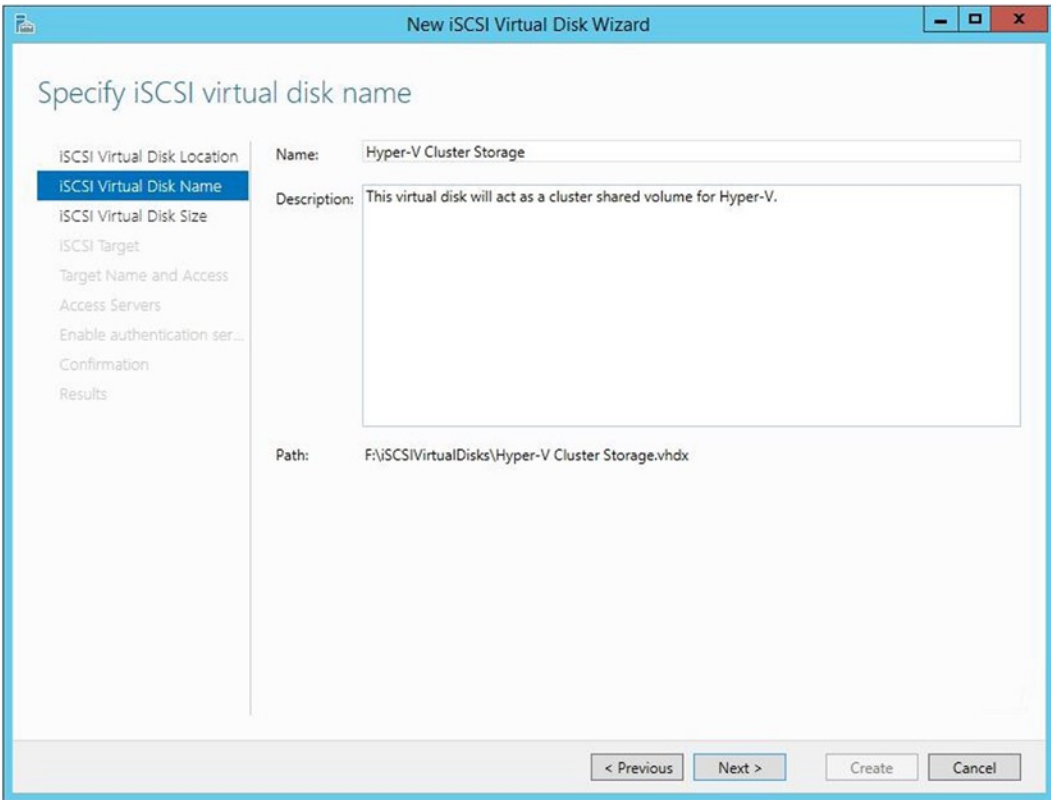 New iSCSI Virtual Disk Wizard
Specify iSCSI virtual disk name
iSCSI Virtual Disk Location
iSCSI Virtual Disk Name
iSCSI Virtual Disk Size
iSCSI Target
Target Name and Access
Access Servers
Enable authentication ser...
Confirmation
Results
Name: Hyper-V Cluster Storage
Description: This virtual disk will act as a cluster shared volume for Hyper-V.
Path: F:\iSCSIVirtualDisks\Hyper-V Cluster Storage.vhdx
< Previous Next > Create Cancel